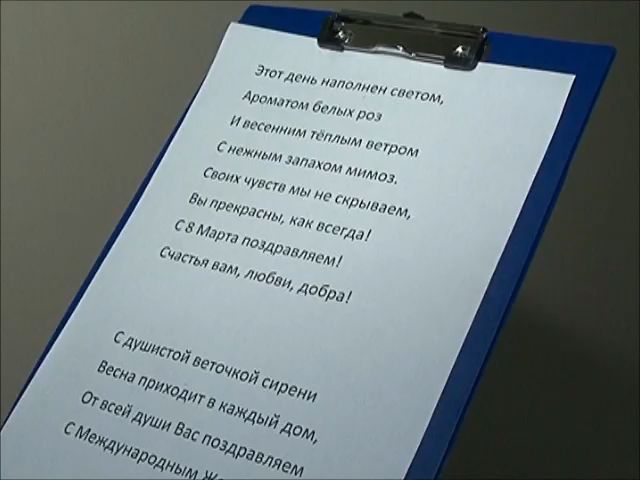 Этот день наполнен светом,
Ароматом белых роз
И весенним тёплым ветром
С нежным запахом мимоз.
Своих чувств мы не скрываем,
Вы прекрасны, как всегда!
С 8 Марта поздравляем!
Счастья вам, любви, добра!
С душистой веточкой сирени
Весна приходит в каждый дом,
От всей души Вас поздравляем
С Международным